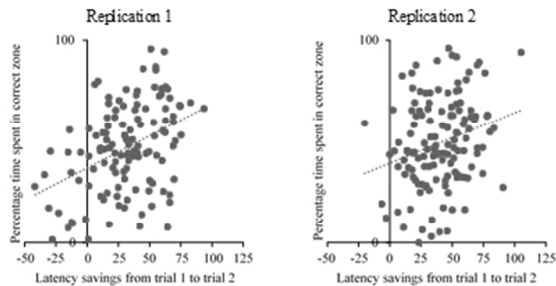 Replication 1
Percentage time spent in correct zone
100
0
-50 -25 0 25 50 75 100 125
Latency savings from trial 1 to trial 2
Replication 2
Percentage time spent in correct zone
100
0
-50 -25 0 25 50 75 100 125
Latency savings from trial 1 to trial 2